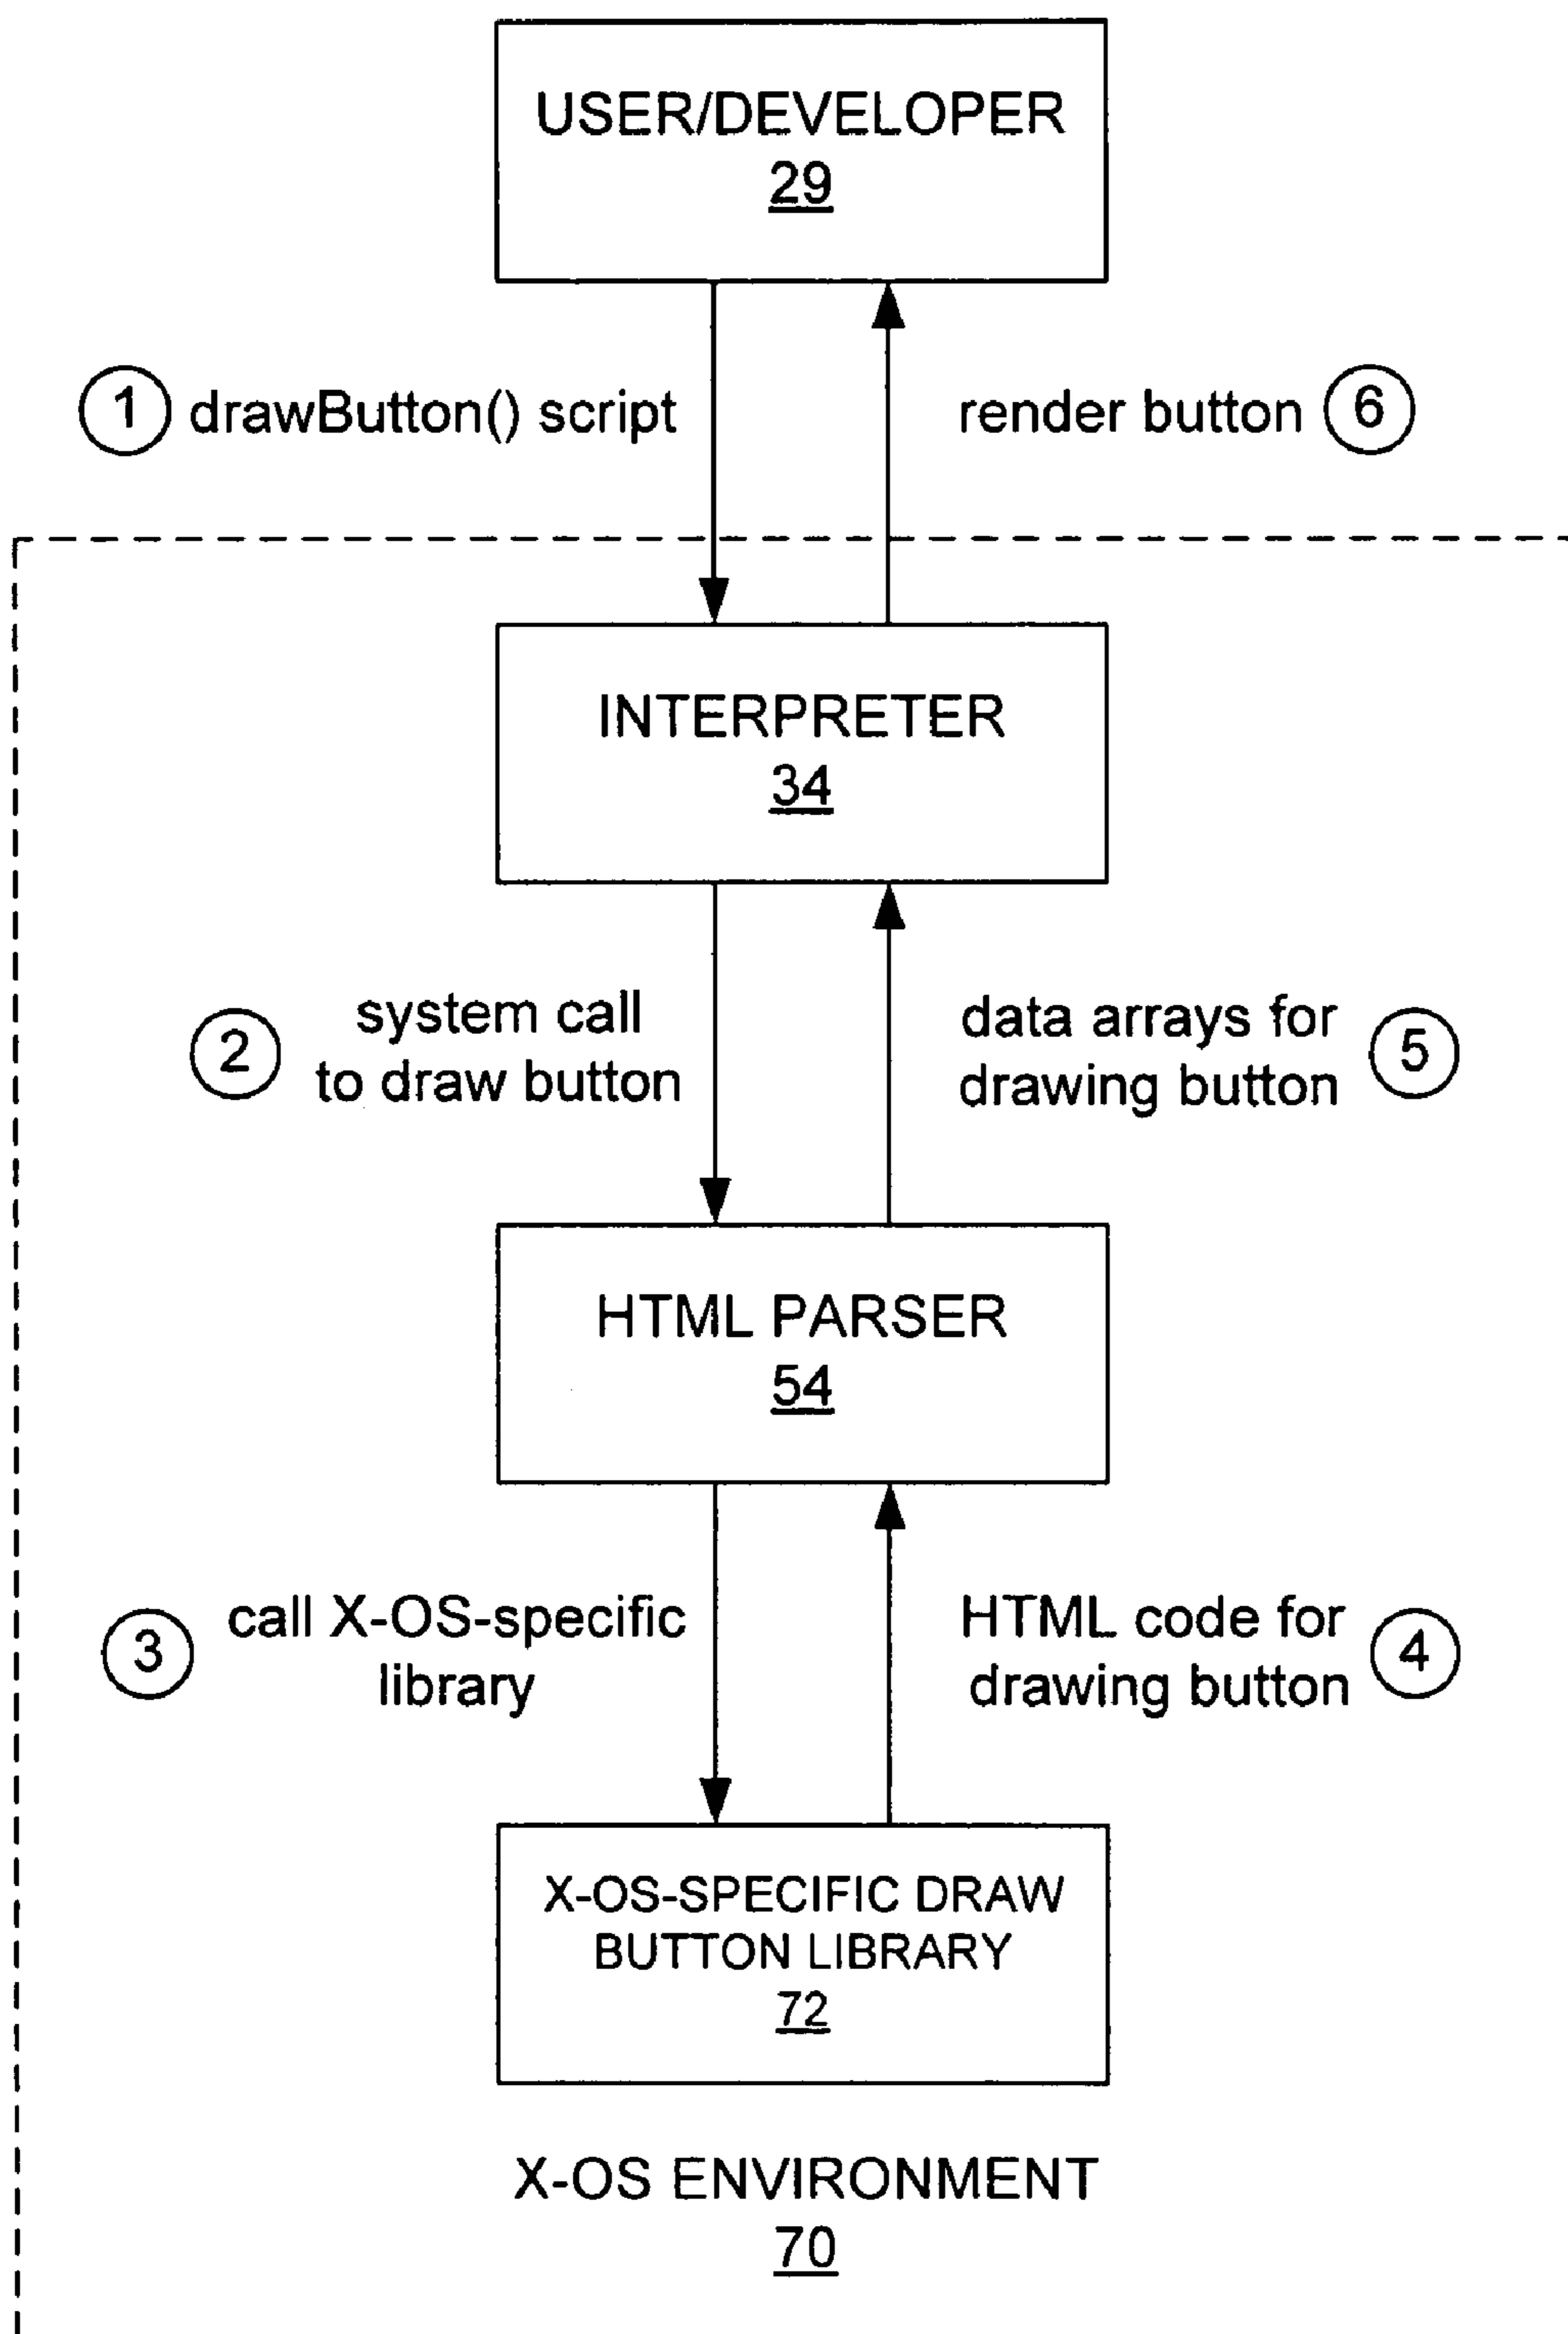 USER/DEVELOPER
29
1 drawButton() script
render button 6
INTERPRETER
34
2 system call
to draw button
data arrays for
drawing button 5
HTML PARSER
54
3 call X-OS-specific
library
HTML code for
drawing button 4
X-OS-SPECIFIC DRAW
BUTTON LIBRARY
72
X-OS ENVIRONMENT
70